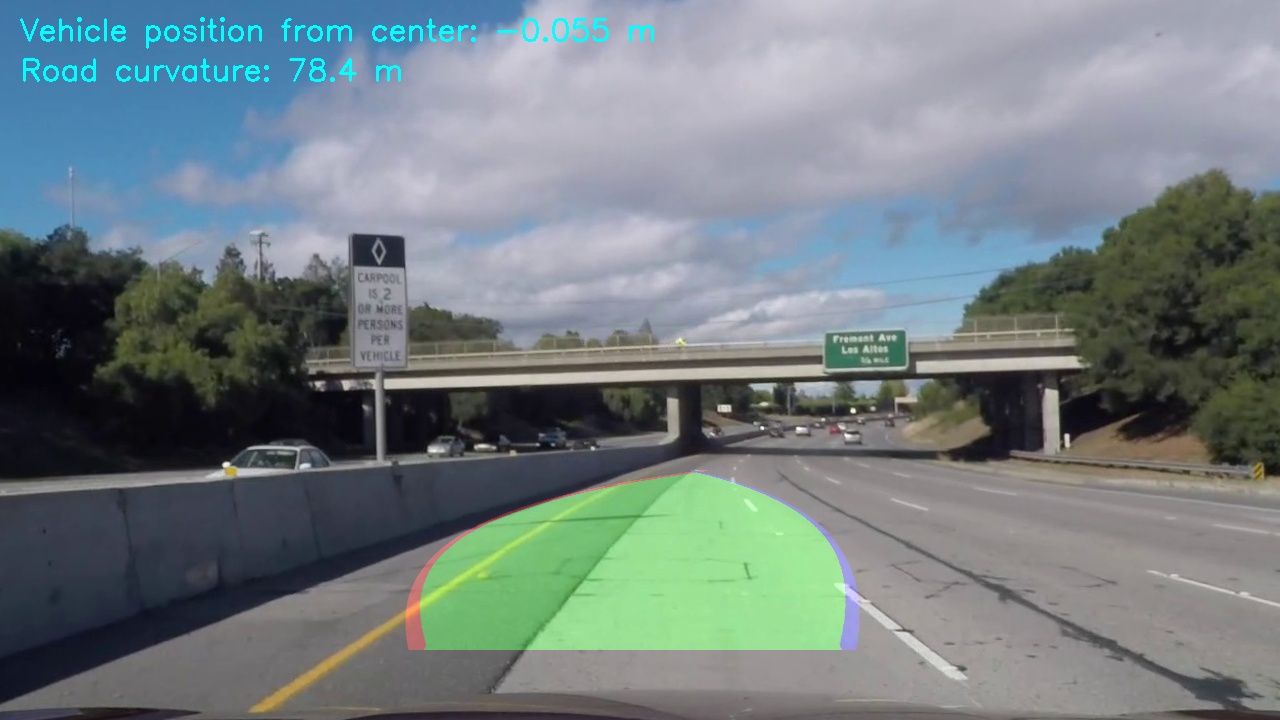 Vehicle position from center: -0.055 m
Road curvature: 78.4 m
CARPOOL
IS 2
OR MORE
PERSONS
PER
VEHICLE
Fremont Ave
Los Altos
MILE